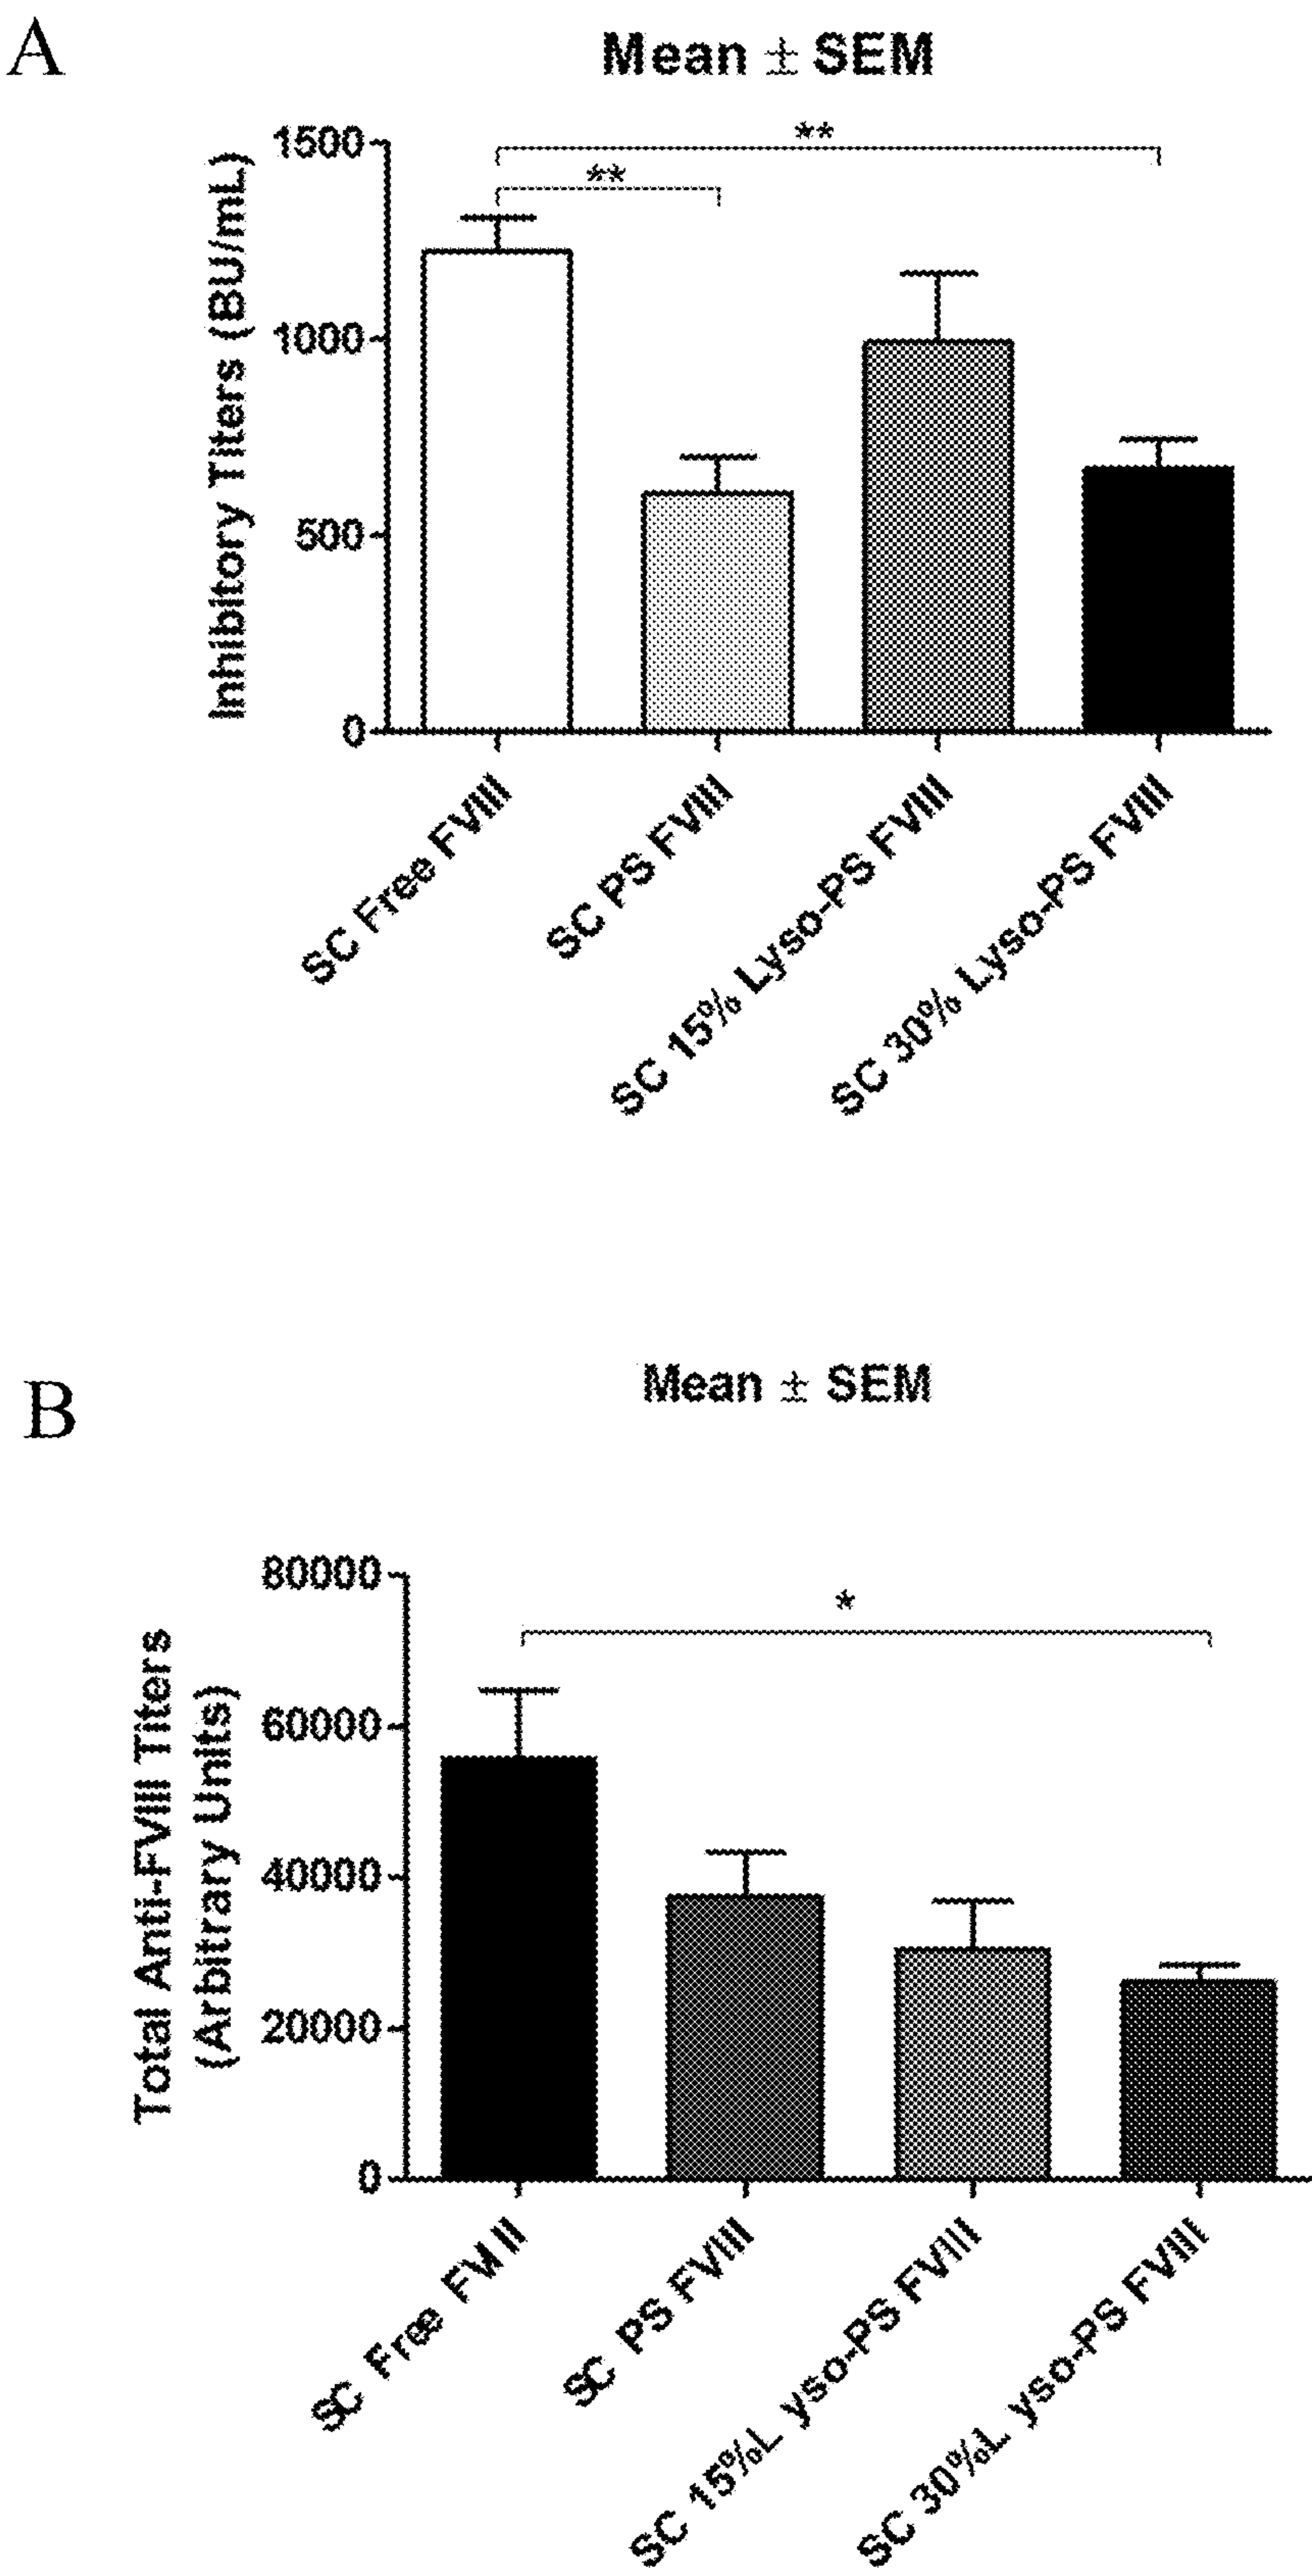 A
Mean ± SEM
Inhibitory Titers (BU/mL)
1500
1000
500
0
**
**
SC Free FVIII
SC PS FVIII
SC 15% Lyso-PS FVIII
SC 30% Lyso-PS FVIII
B
Mean ± SEM
Total Anti-FVIII Titers
(Arbitrary Units)
80000
60000
40000
20000
0
*
SC Free FVIII
SC PS FVIII
SC 15%L yso-PS FVIII
SC 30%L yso-PS FVIII